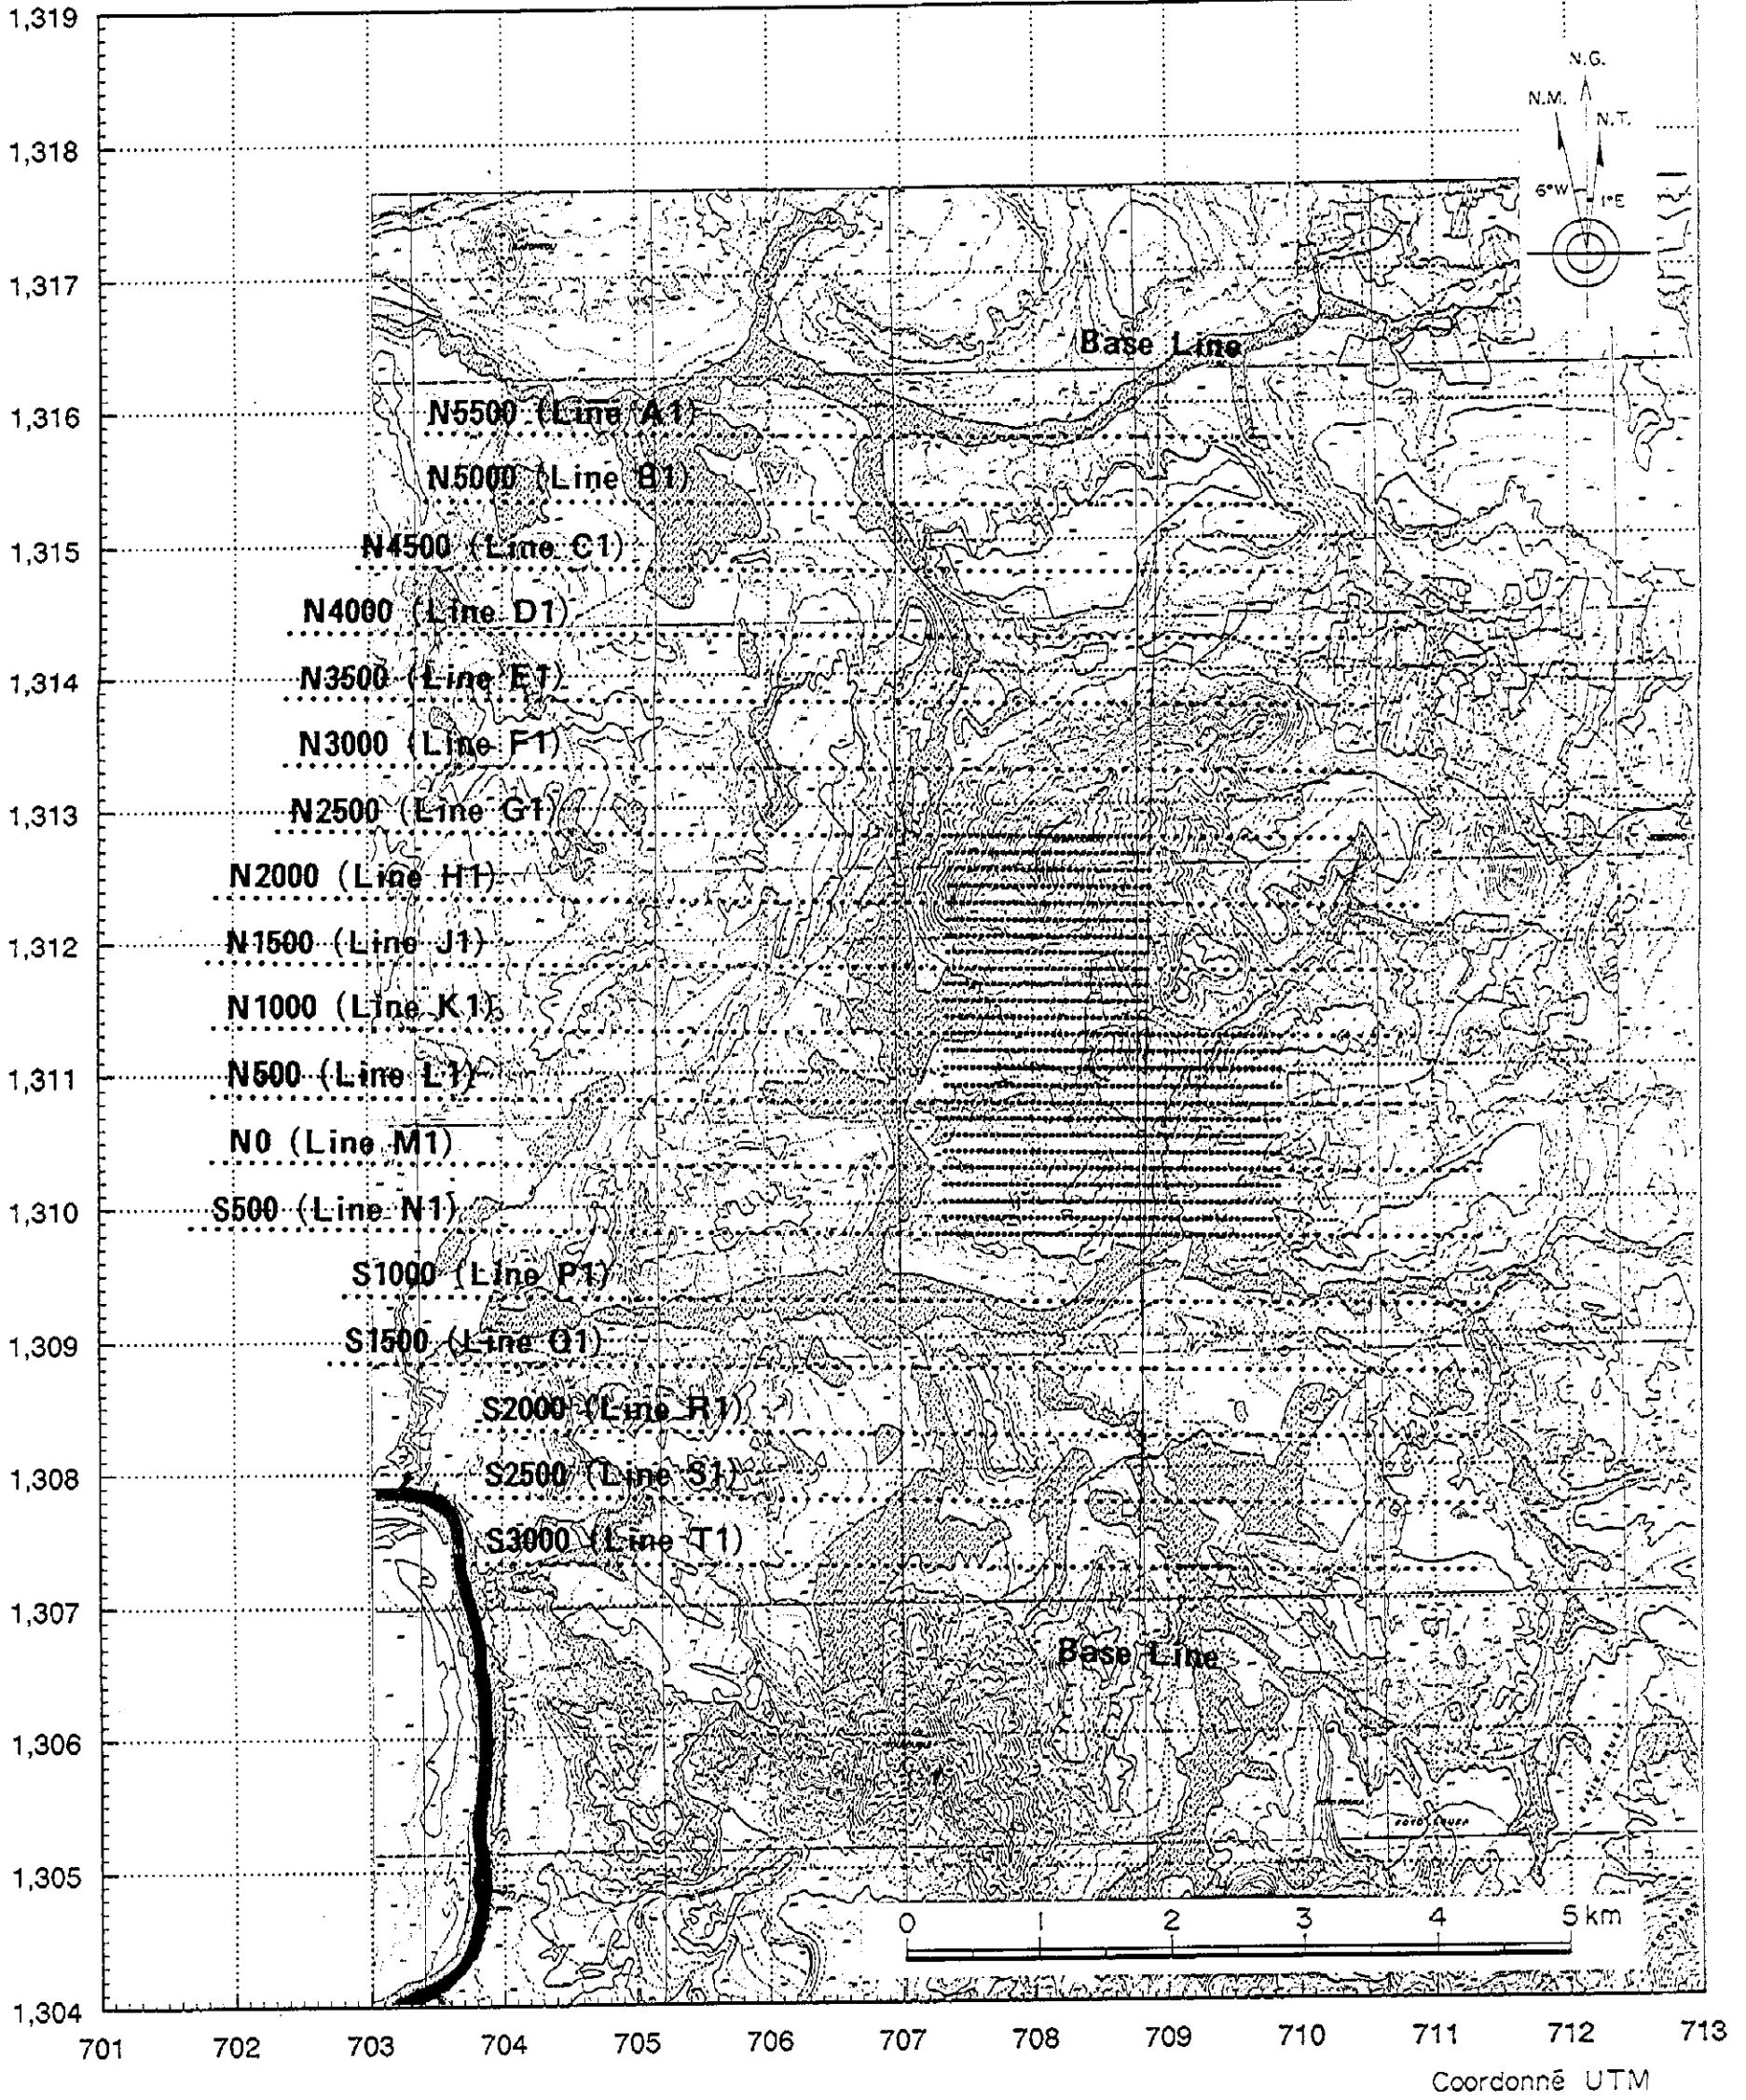 1,319
1,318
1,317
1,316
1,315
1,314
1,313
1,312
1,311
1,310
1,309
1,308
1,307
1,306
1,305
1,304
N.G.
N.M.
N.T.
6°W
1°E
Base Line
N5500 (Line A1)
N5000 (Line B1)
N4500 (Line C1)
N4000 (Line D1)
N3500 (Line E1)
N3000 (Line F1)
N2500 (Line G1)
N2000 (Line H1)
N1500 (Line J1)
N1000 (Line K1)
N500 (Line L1)
N0 (Line M1)
S500 (Line N1)
S1000 (Line P1)
S1500 (Line Q1)
S2000 (Line R1)
S2500 (Line S1)
S3000 (Line T1)
Base Line
0 1 2 3 4 5 km
701 702 703 704 705 706 707 708 709 710 711 712 713
Coordonné UTM